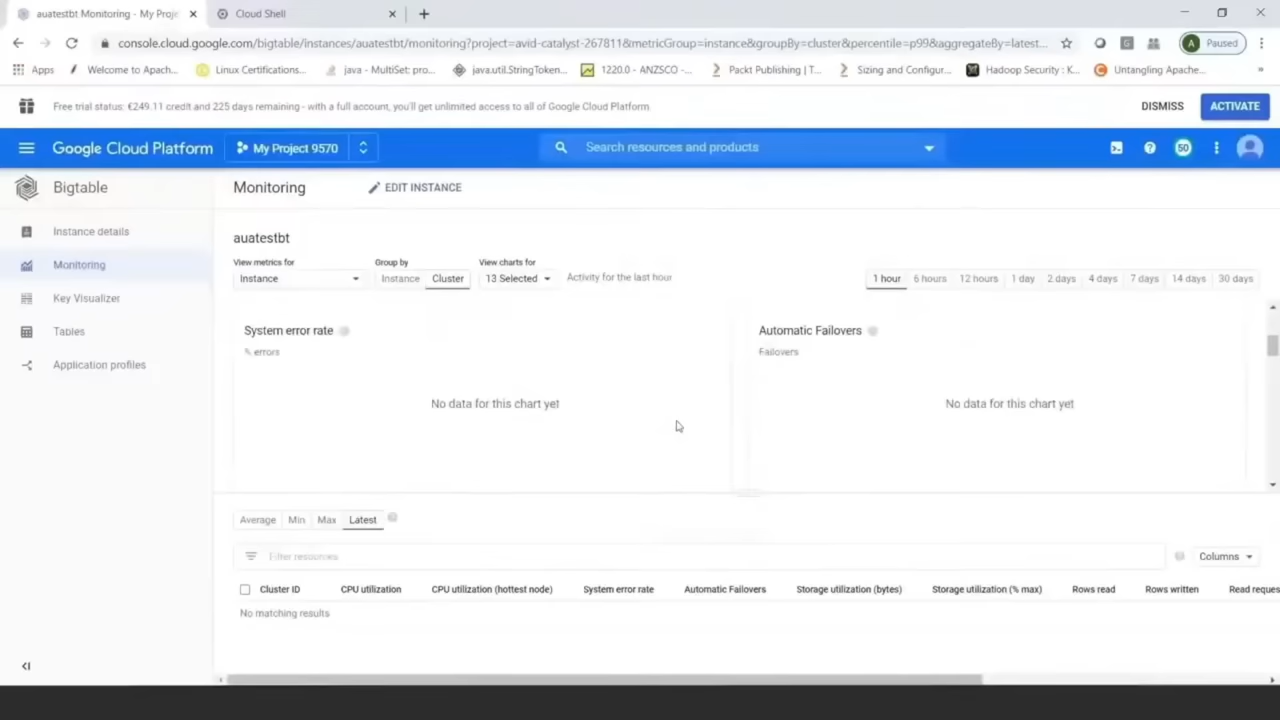 auatestbt Monitoring - My Proje
Cloud Shell
console.cloud.google.com/bigtable/instances/auatestbt/monitoring?project=avid-catalyst-267811&metricGroup=instance&groupBy=cluster&percentile=p99&aggregateBy=latest...
A Paused
Apps Welcome to Apach... Linux Certifications... java - MultiSet: pro... java.util.StringToken... 1220.0 - ANZSCO -... Packt Publishing | T... Sizing and Configur... Hadoop Security : K... Untangling Apache... »
Free trial status: €249.11 credit and 225 days remaining - with a full account, you'll get unlimited access to all of Google Cloud Platform
DISMISS ACTIVATE
Google Cloud Platform My Project 9570 Search resources and products 50
Bigtable
Monitoring EDIT INSTANCE
Instance details
Monitoring
Key Visualizer
Tables
Application profiles
auatestbt
View metrics for Group by View charts for
Instance Instance Cluster 13 Selected Activity for the last hour
1 hour 6 hours 12 hours 1 day 2 days 4 days 7 days 14 days 30 days
System error rate
% errors
No data for this chart yet
Automatic Failovers
Failovers
No data for this chart yet
Average Min Max Latest
Filter resources Columns
Cluster ID CPU utilization CPU utilization (hottest node) System error rate Automatic Failovers Storage utilization (bytes) Storage utilization (% max) Rows read Rows written Read reques
No matching results